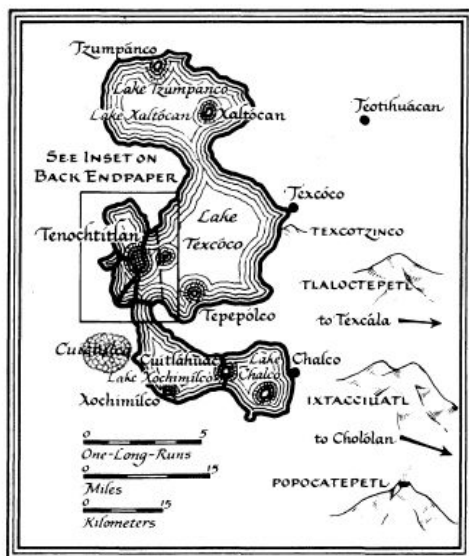 Tzumpánco
Lake Tzumpánco
Lake Xaltócan
Xaltócan
Teotihuácan
SEE INSET ON
BACK ENDPAPER
Texcóco
Lake
Texcóco
TEXCOTZINCO
Tenochtitlán
TLALOCTEPETL
Tepepólco
to Texcála
Cuitláhuac
Lake Xochimílco
Lake
Chalco
Chalco
Xochimílco
IXTACCIUATL
to Cholólan
POPOCATEPETL
0 5
One-Long-Runs
0 15
Miles
0 15
Kilometers